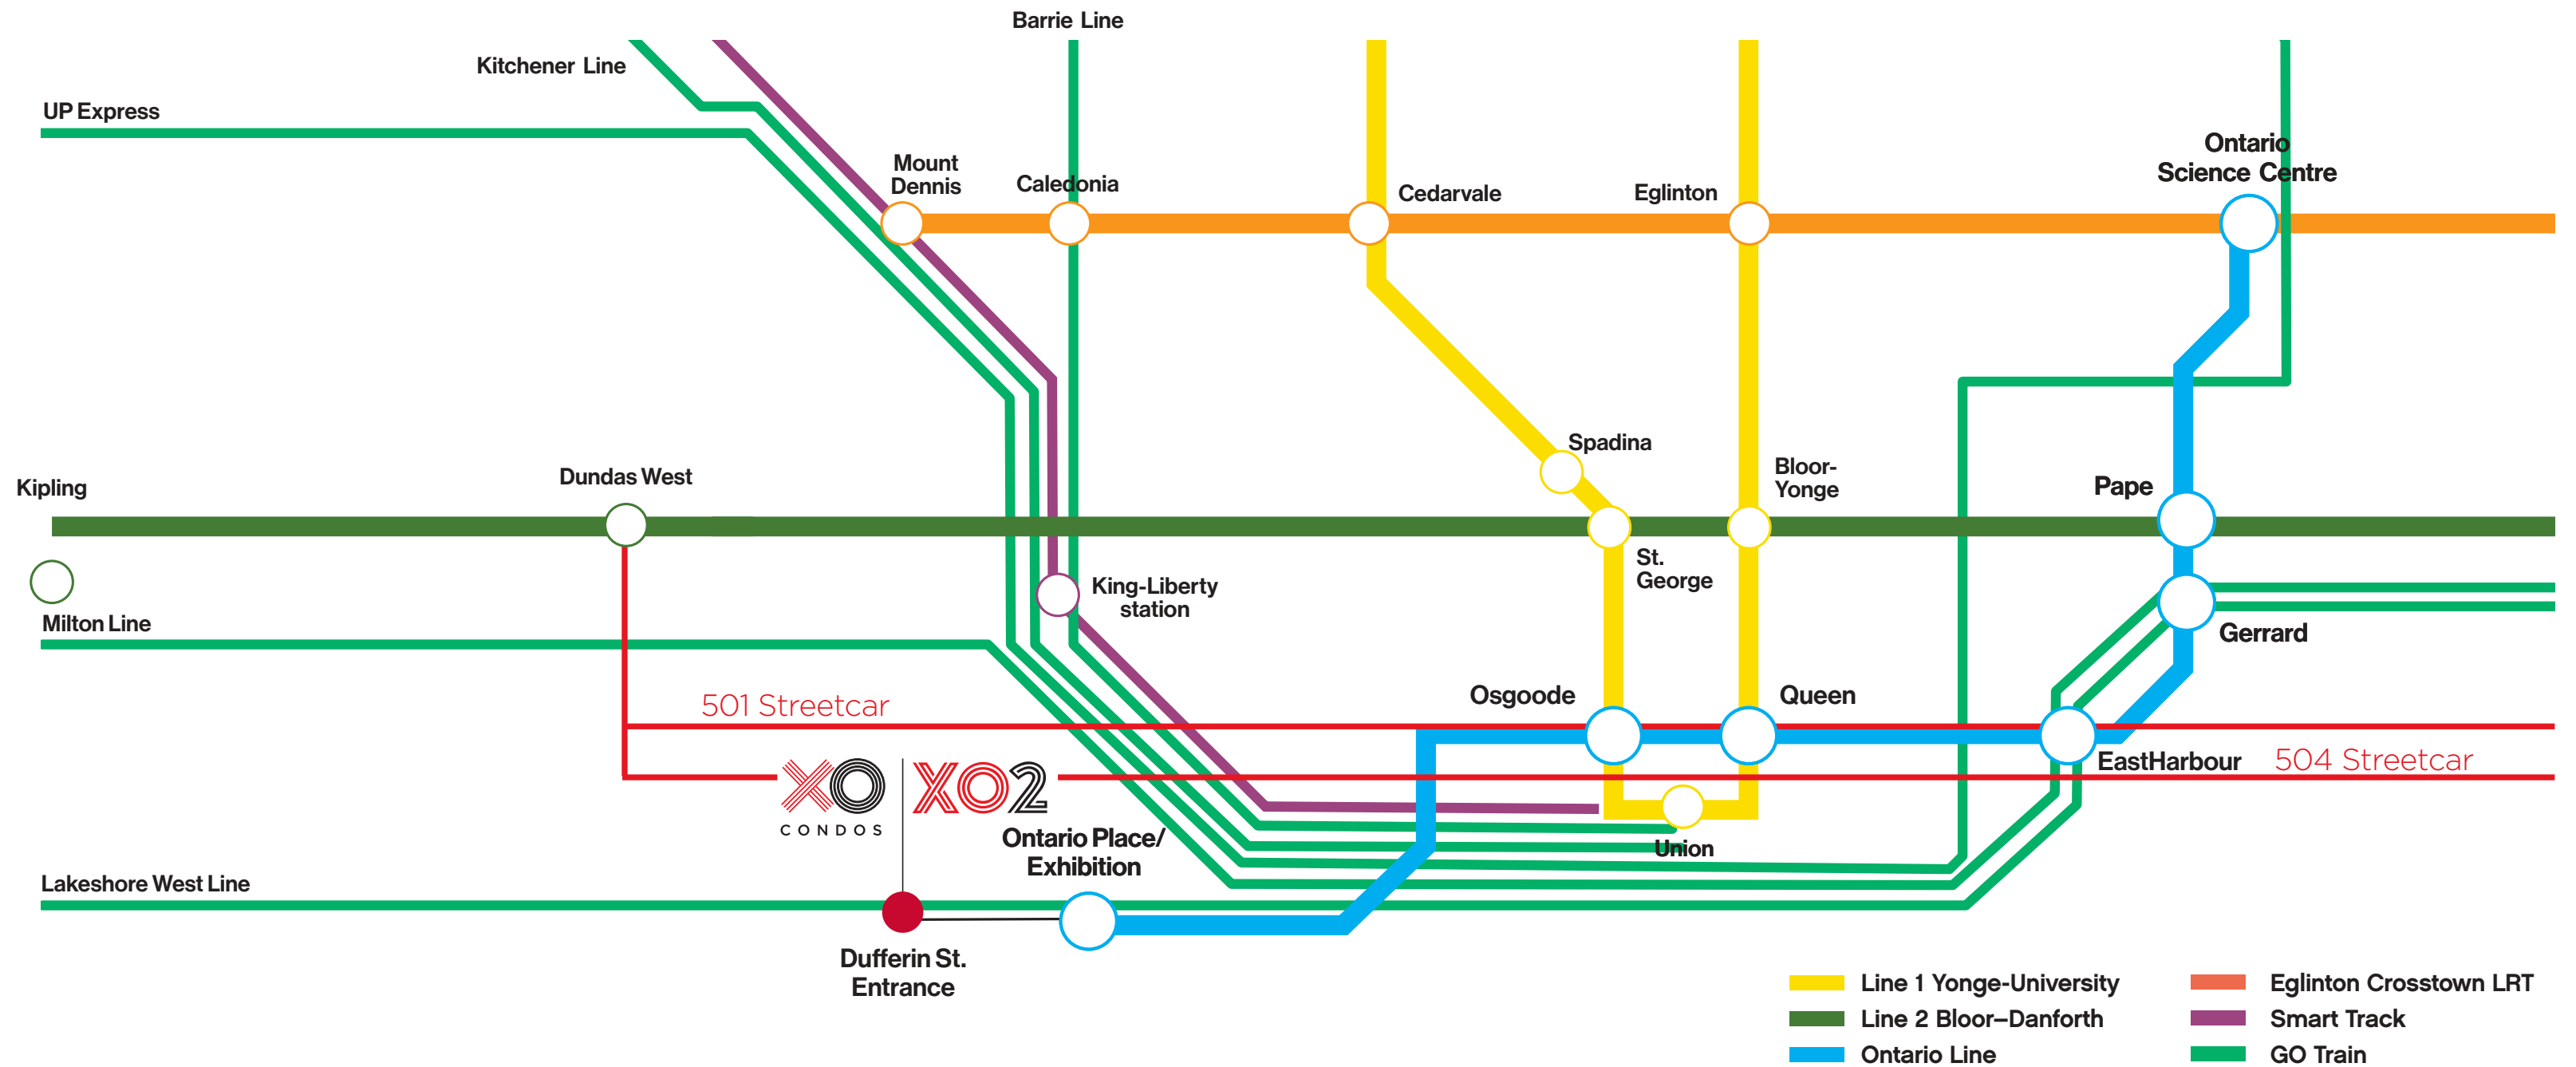 Barrie Line
Kitchener Line
UP Express
Mount
Dennis
Caledonia
Cedarvale
Eglinton
Ontario
Science Centre
Spadina
Bloor-
Yonge
Pape
Kipling
Dundas West
St.
George
King-Liberty
station
Milton Line
Gerrard
501 Streetcar
Osgoode
Queen
EastHarbour
504 Streetcar
XO
CONDOS
XO2
Ontario Place/
Exhibition
Union
Lakeshore West Line
Dufferin St.
Entrance
Line 1 Yonge-University
Line 2 Bloor–Danforth
Ontario Line
Eglinton Crosstown LRT
Smart Track
GO Train